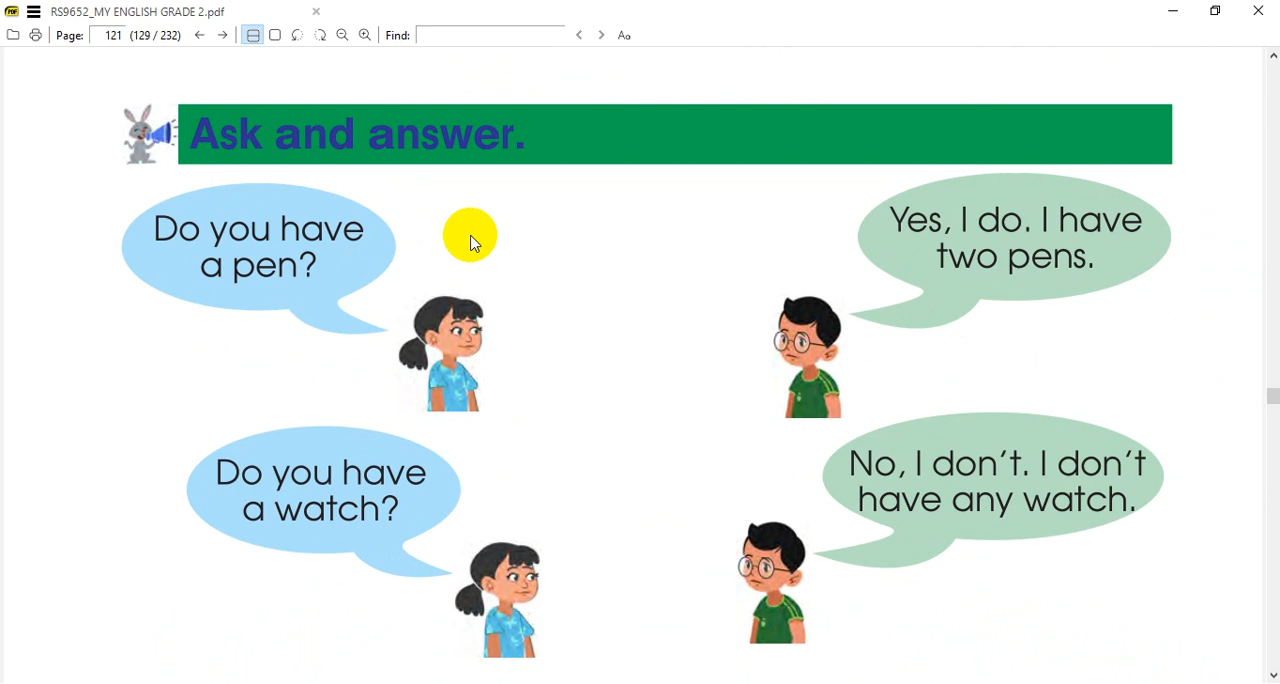 RS9652_MY ENGLISH GRADE 2.pdf
Page: 121 (129 / 232) Find: Aa
Ask and answer.
Do you have
a pen?
Yes, I do. I have
two pens.
Do you have
a watch?
No, I don't. I don't
have any watch.